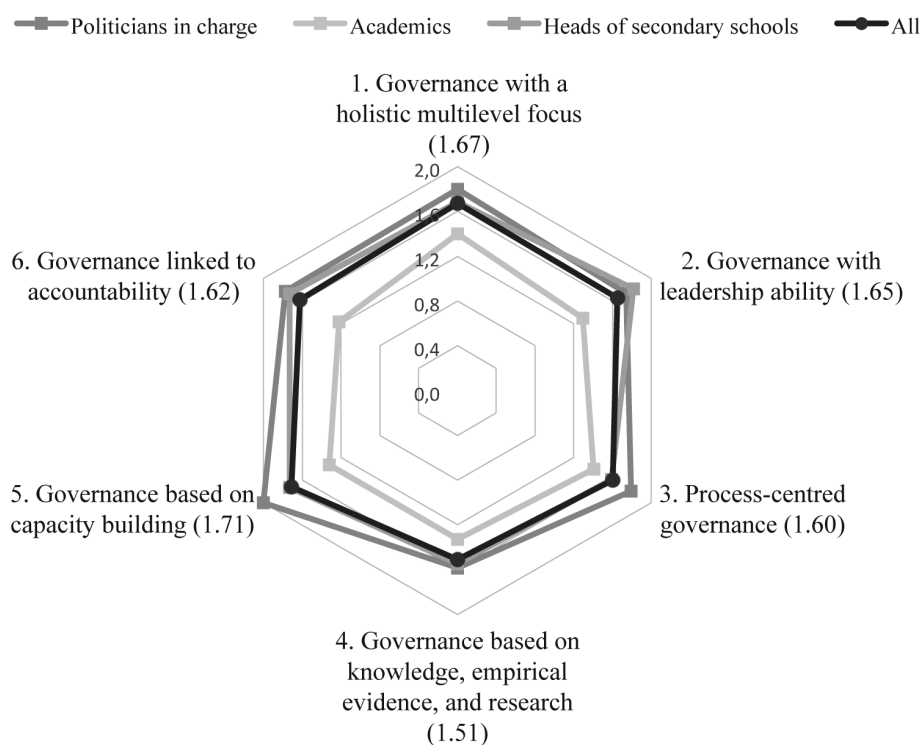 Politicians in charge Academics Heads of secondary schools All
1. Governance with a
holistic multilevel focus
(1.67)
2,0
1,6
1,2
0,8
0,4
0,0
2. Governance with
leadership ability (1.65)
3. Process-centred
governance (1.60)
4. Governance based on
knowledge, empirical
evidence, and research
(1.51)
5. Governance based on
capacity building (1.71)
6. Governance linked to
accountability (1.62)